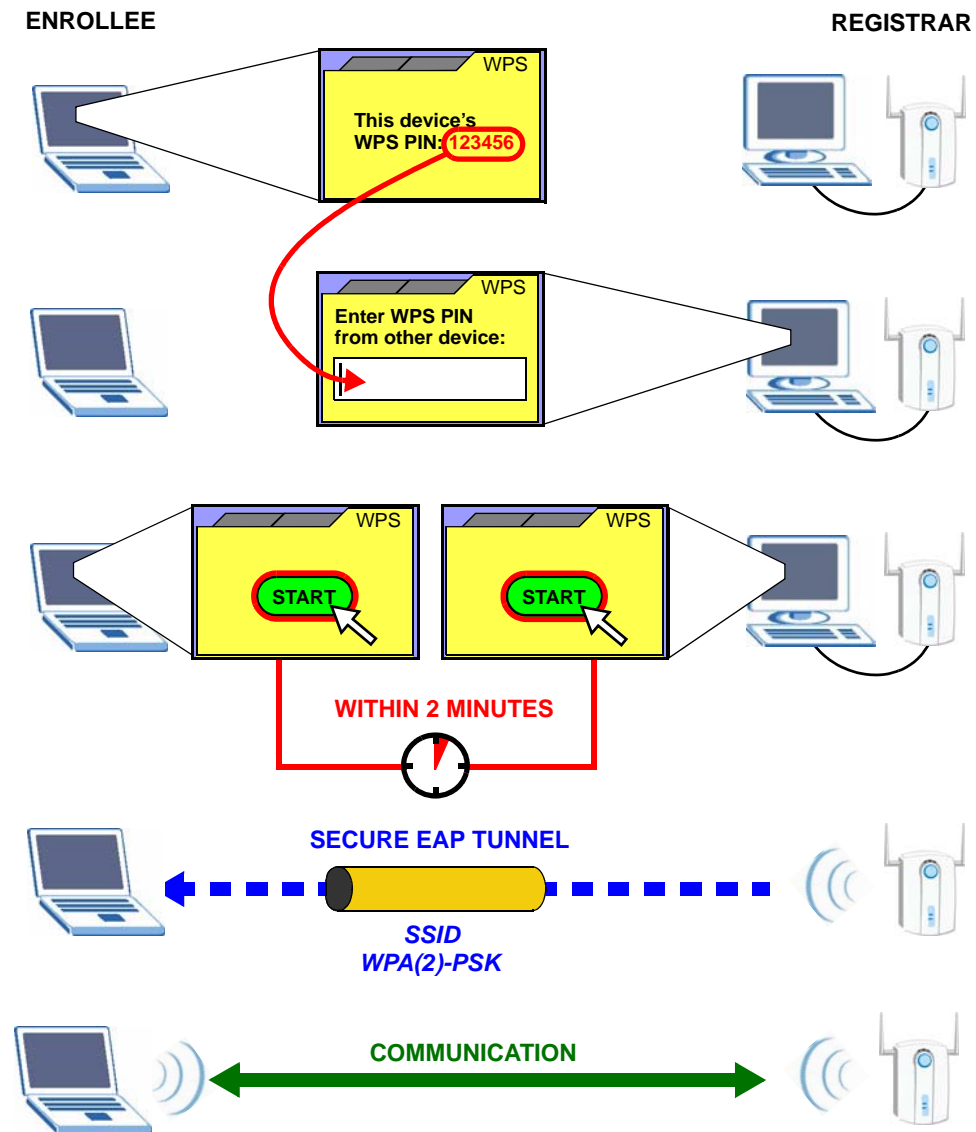 ENROLLEE
REGISTRAR
WPS
This device's
WPS PIN: 123456
WPS
Enter WPS PIN
from other device:
WPS
WPS
START
START
WITHIN 2 MINUTES
SECURE EAP TUNNEL
SSID
WPA(2)-PSK
COMMUNICATION